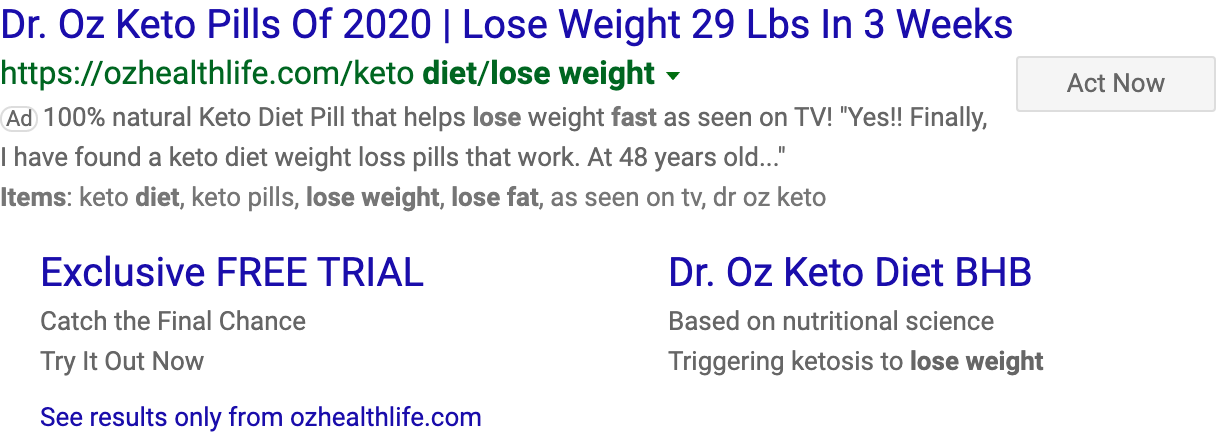 Dr. Oz Keto Pills Of 2020 | Lose Weight 29 Lbs In 3 Weeks
https://ozhealthlife.com/keto diet/lose weight
Act Now
Ad 100% natural Keto Diet Pill that helps lose weight fast as seen on TV! "Yes!! Finally,
I have found a keto diet weight loss pills that work. At 48 years old..."
Items: keto diet, keto pills, lose weight, lose fat, as seen on tv, dr oz keto
Exclusive FREE TRIAL
Catch the Final Chance
Try It Out Now
Dr. Oz Keto Diet BHB
Based on nutritional science
Triggering ketosis to lose weight
See results only from ozhealthlife.com